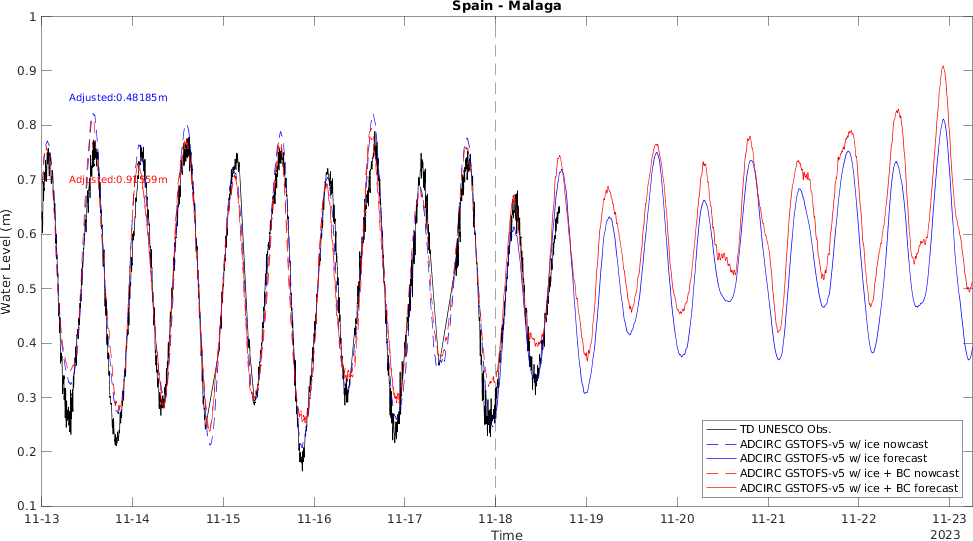 Spain - Malaga
Water Level (m)
1
0.9
0.8
0.7
0.6
0.5
0.4
0.3
0.2
0.1
Adjusted:0.48185m
TD UNESCO Obs.
ADCIRC GSTOFS-v5 w/ ice nowcast
ADCIRC GSTOFS-v5 w/ ice forecast
ADCIRC GSTOFS-v5 w/ ice + BC nowcast
ADCIRC GSTOFS-v5 w/ ice + BC forecast
11-13
11-14
11-15
11-16
11-17
11-18
11-19
11-20
11-21
11-22
11-23
2023
Time